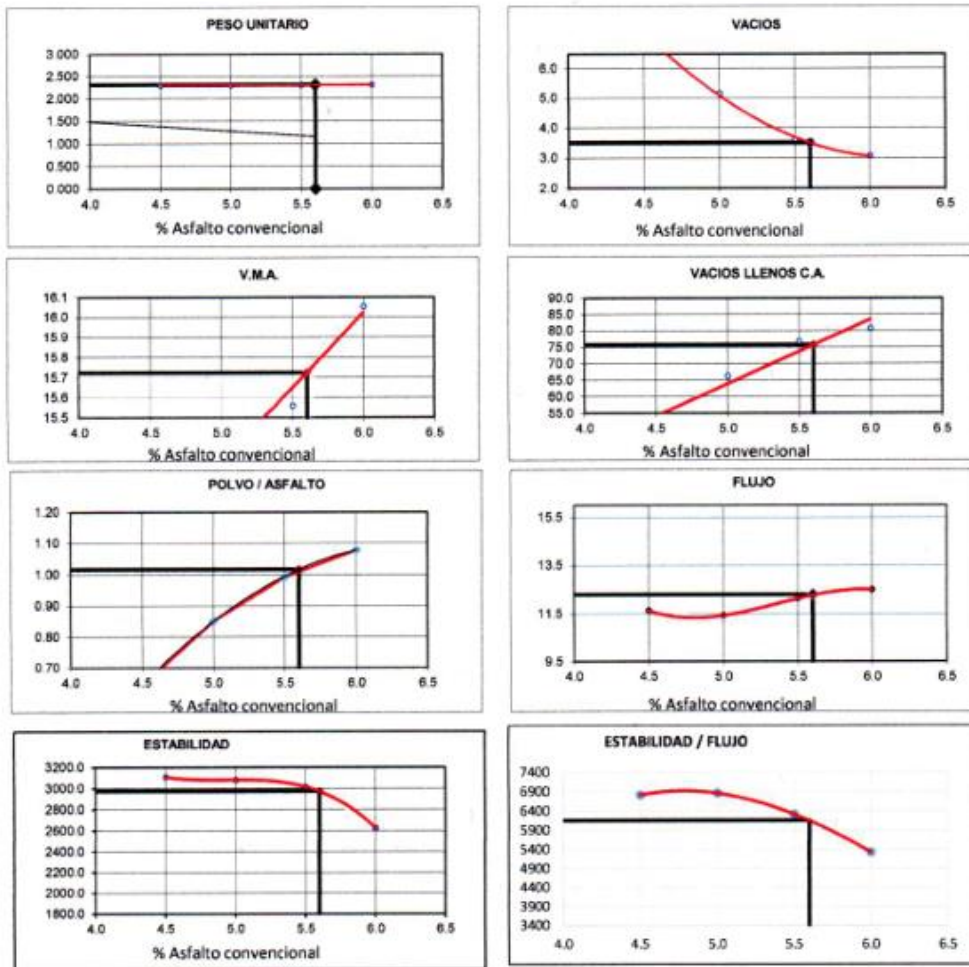 PESO UNITARIO
3.000
2.500
2.000
1.500
1.000
0.500
0.000
4.0 4.5 5.0 5.5 6.0 6.5
% Asfalto convencional
VACIOS
6.0
5.0
4.0
3.0
2.0
4.0 4.5 5.0 5.5 6.0 6.5
% Asfalto convencional
V.M.A.
16.1
16.0
15.9
15.8
15.7
15.6
15.5
4.0 4.5 5.0 5.5 6.0 6.5
% Asfalto convencional
VACIOS LLENOS C.A.
90.0
85.0
80.0
75.0
70.0
65.0
60.0
55.0
4.0 4.5 5.0 5.5 6.0 6.5
% Asfalto convencional
POLVO / ASFALTO
1.20
1.10
1.00
0.90
0.80
0.70
4.0 4.5 5.0 5.5 6.0 6.5
% Asfalto convencional
FLUJO
15.5
13.5
11.5
9.5
4.0 4.5 5.0 5.5 6.0 6.5
% Asfalto convencional
ESTABILIDAD
3200.0
3000.0
2800.0
2600.0
2400.0
2200.0
2000.0
1800.0
4.0 4.5 5.0 5.5 6.0 6.5
% Asfalto convencional
ESTABILIDAD / FLUJO
7400
6900
6400
5900
5400
4900
4400
3900
3400
4.0 4.5 5.0 5.5 6.0 6.5
% Asfalto convencional